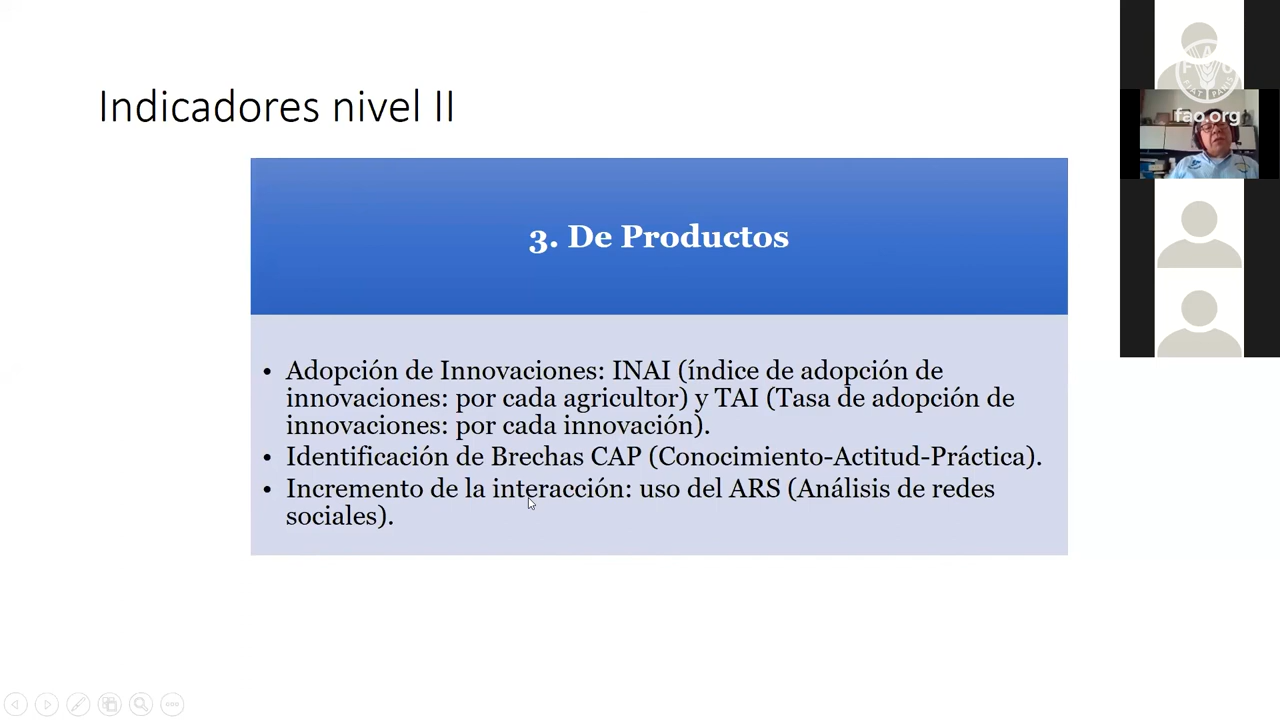 Indicadores nivel II
3. De Productos
• Adopción de Innovaciones: INAI (índice de adopción de
innovaciones: por cada agricultor) y TAI (Tasa de adopción de
innovaciones: por cada innovación).
• Identificación de Brechas CAP (Conocimiento-Actitud-Práctica).
• Incremento de la interacción: uso del ARS (Análisis de redes
sociales).
F A O
FIAT PANIS
fao.org